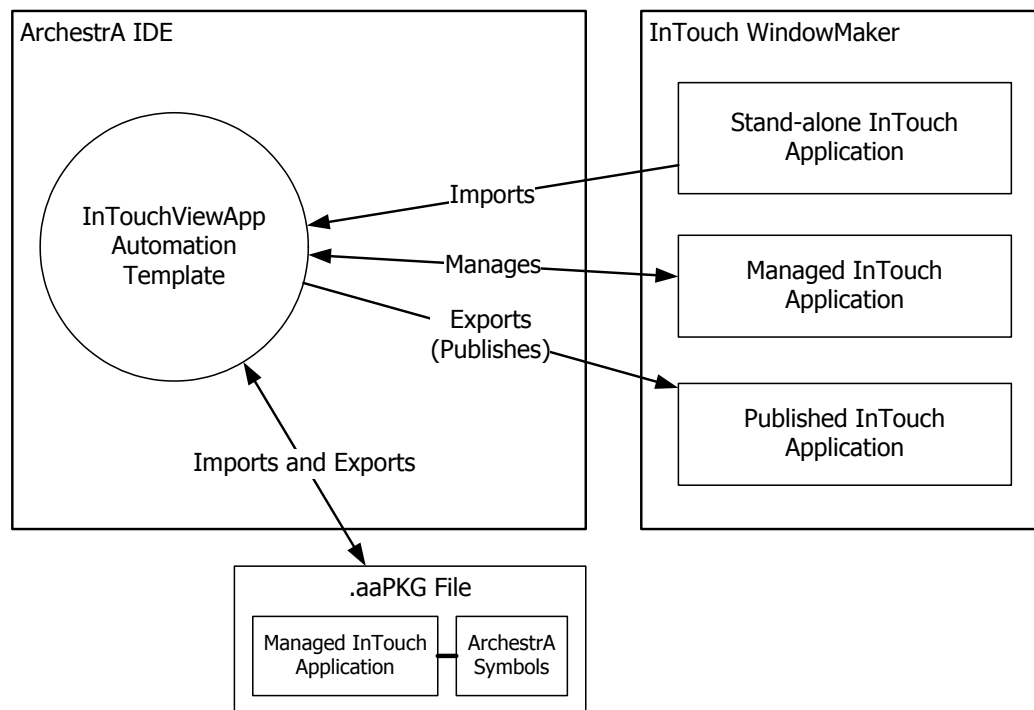 ArchestrA IDE
InTouchViewApp
Automation
Template
Imports
Manages
Exports
(Publishes)
Imports and Exports
InTouch WindowMaker
Stand-alone InTouch
Application
Managed InTouch
Application
Published InTouch
Application
.aaPKG File
Managed InTouch
Application
ArchestrA
Symbols